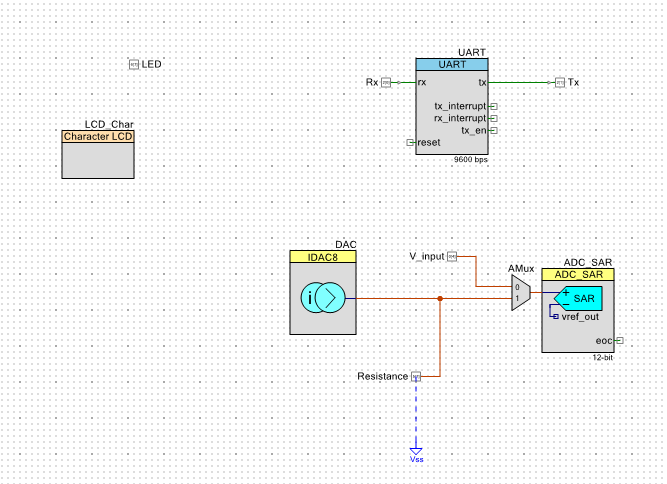 UART
UART
LED
Rx
rx
tx
Tx
tx_interrupt
rx_interrupt
tx_en
reset
9600 bps
LCD_Char
Character LCD
DAC
IDAC8
i
V_input
AMux
0
1
ADC_SAR
ADC_SAR
+
SAR
−
vref_out
eoc
12-bit
Resistance
Vss